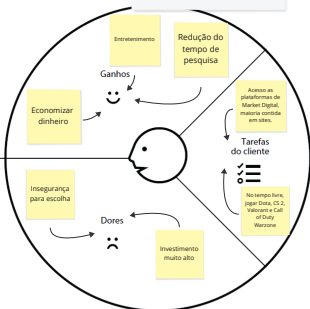 Entretenimento
Redução do
tempo de
pesquisa
Ganhos
Economizar
dinheiro
Acesso as
plataformas de
Market Digital,
maioria contida
em sites.
Tarefas
do cliente
Insegurança
para escolha
No tempo livre,
jogar Dota, CS 2,
Valorant e Call
of Duty
Warzone
Dores
Investimento
muito alto